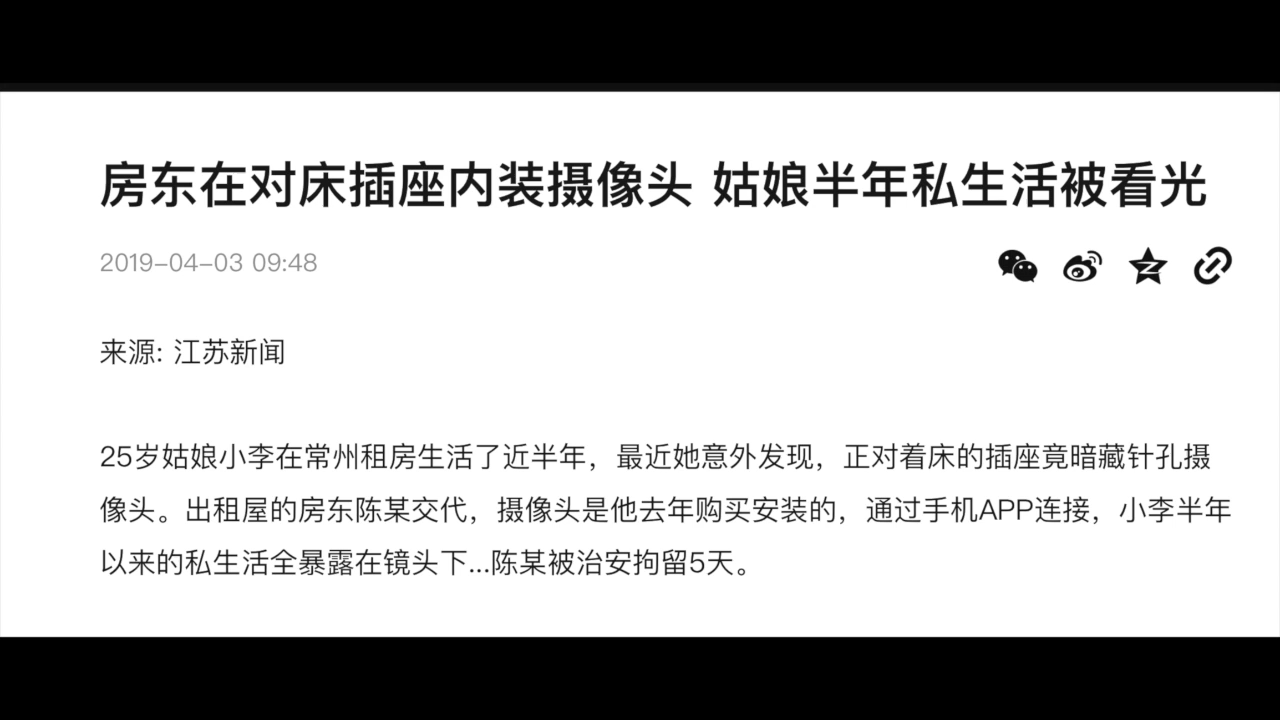 房东在对床插座内装摄像头 姑娘半年私生活被看光
2019-04-03 09:48
来源: 江苏新闻
25岁姑娘小李在常州租房生活了近半年，最近她意外发现，正对着床的插座竟暗藏针孔摄
像头。出租屋的房东陈某交代，摄像头是他去年购买安装的，通过手机APP连接，小李半年
以来的私生活全暴露在镜头下...陈某被治安拘留5天。